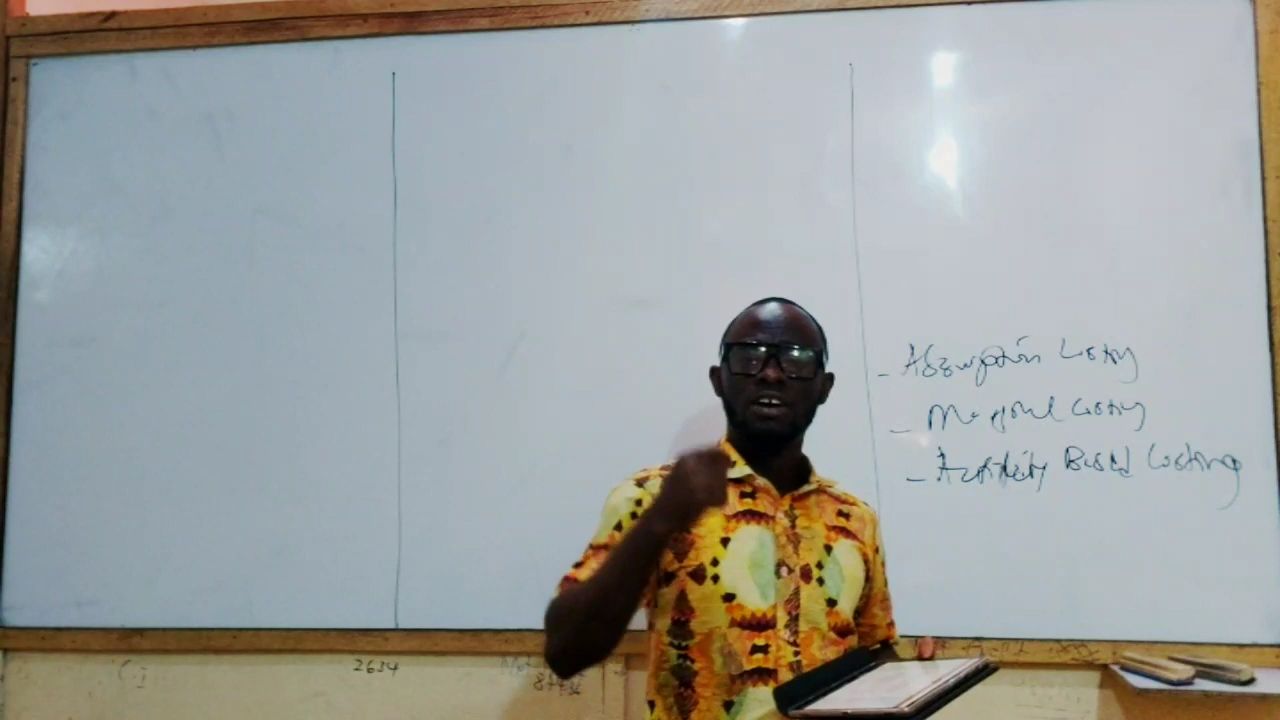 - Absorption Costing
- Marginal Costing
- Activity Based Costing
C.I
2634